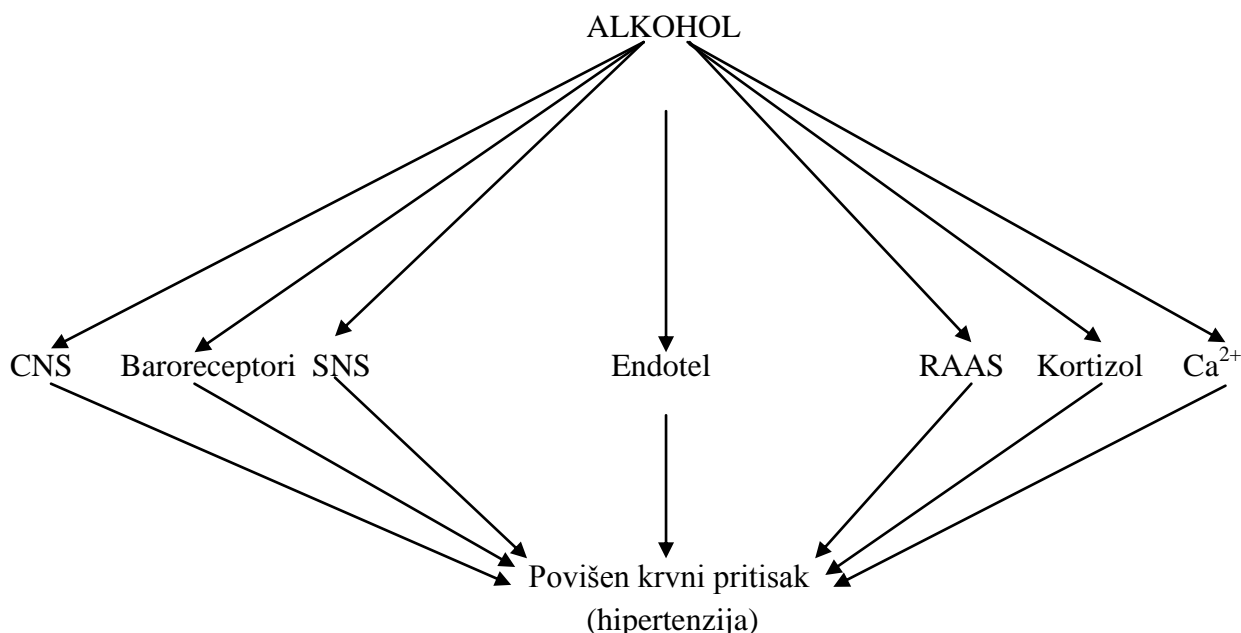 ALKOHOL
CNS Baroreceptori SNS Endotel RAAS Kortizol Ca²⁺
Povišen krvni pritisak
(hipertenzija)